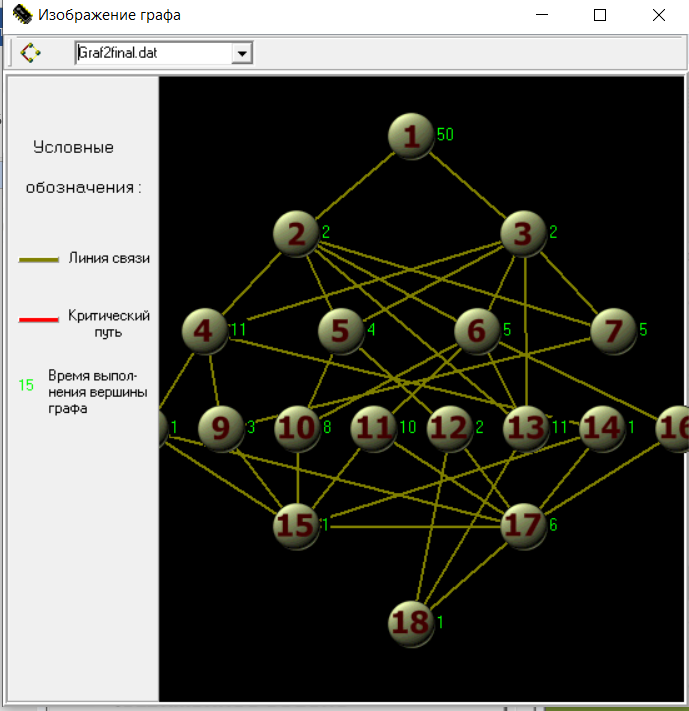 Изображение графа
Graf2final.dat
Условные
обозначения:
Линия связи
Критический
путь
15
Время выпол-
нения вершины
графа
1 50
2 2
3 2
4 11
5 4
6 5
7 5
1
9 3
10 8
11 10
12 2
13 11
14 1
16
15 1
17 6
18 1